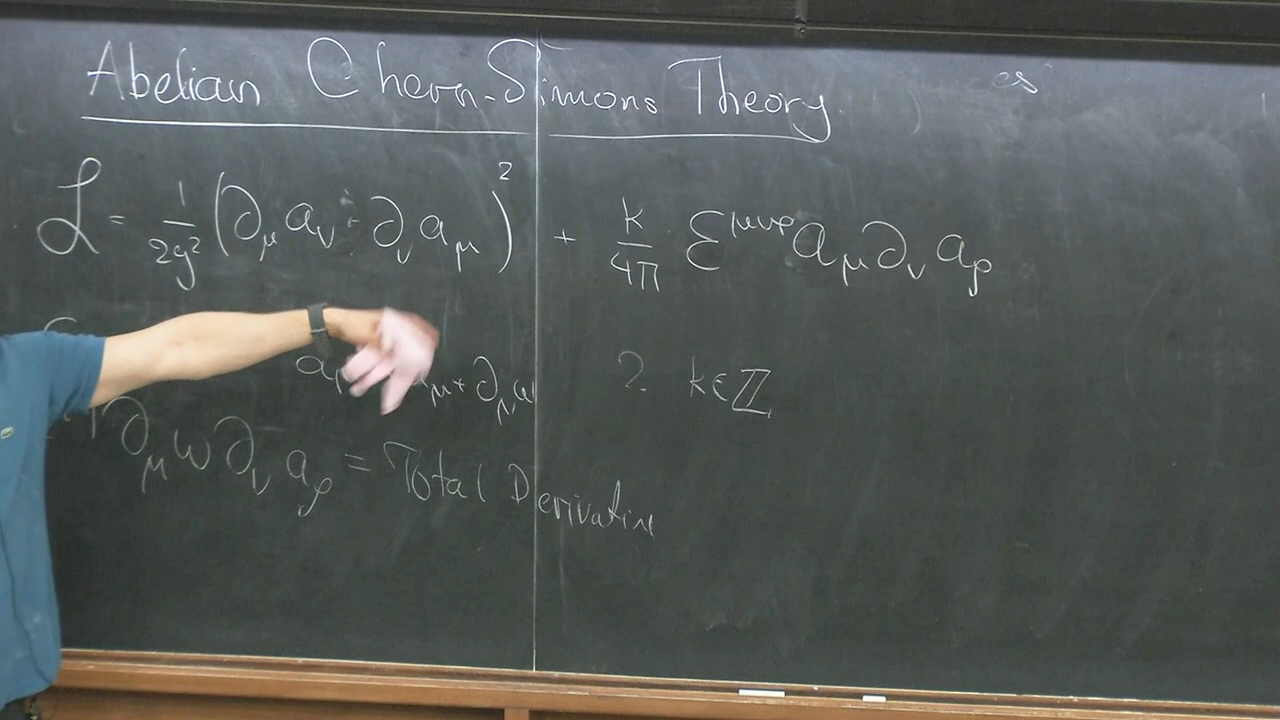 Abelian Chern-Simons Theory
es
ℒ = 1/2g² (∂_μ a_ν - ∂_ν a_μ)² + k/4π ε^{μνρ} a_μ ∂_ν a_ρ
a_μ + ∂_μ ω ? k∈ℤ
∂_μ ω ∂_ν a_ρ = Total Derivative